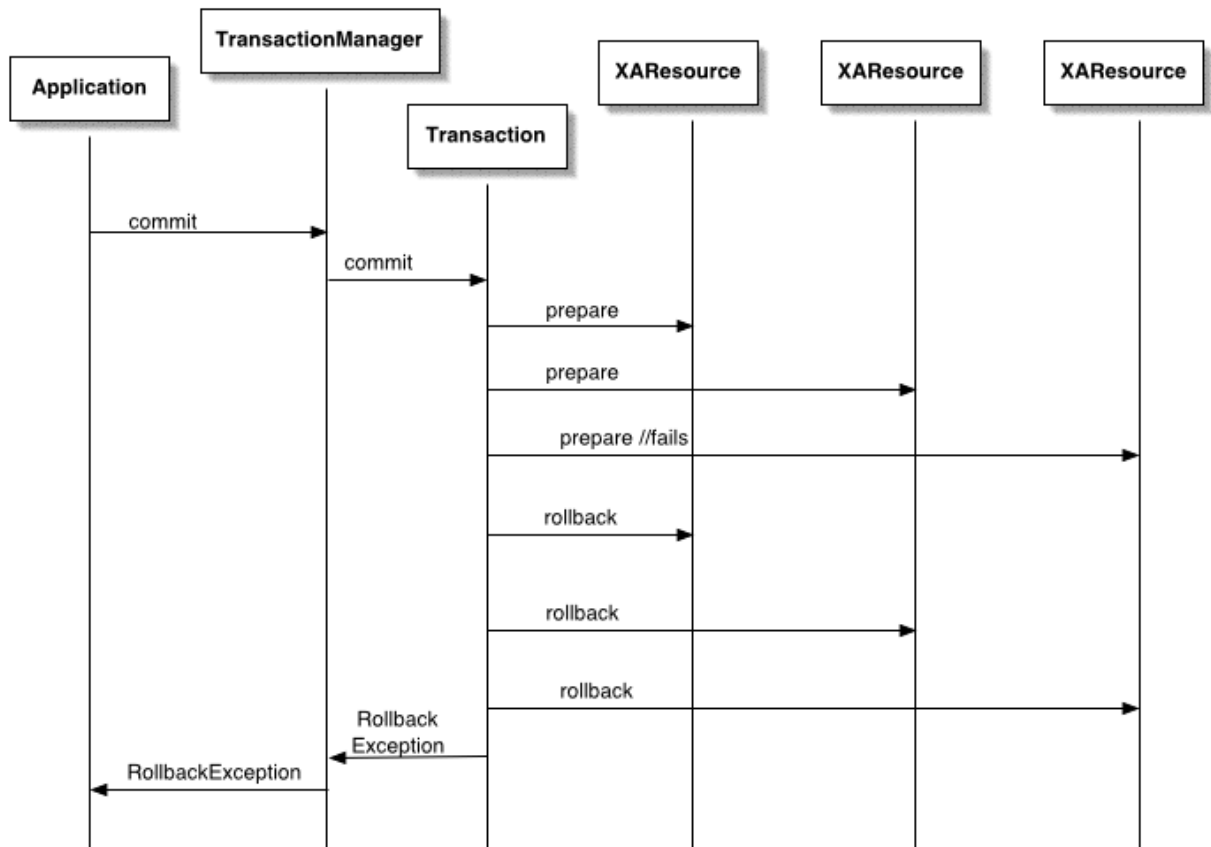 TransactionManager
Application
XAResource
XAResource
XAResource
Transaction
commit
commit
prepare
prepare
prepare //fails
rollback
rollback
rollback
Rollback
Exception
RollbackException